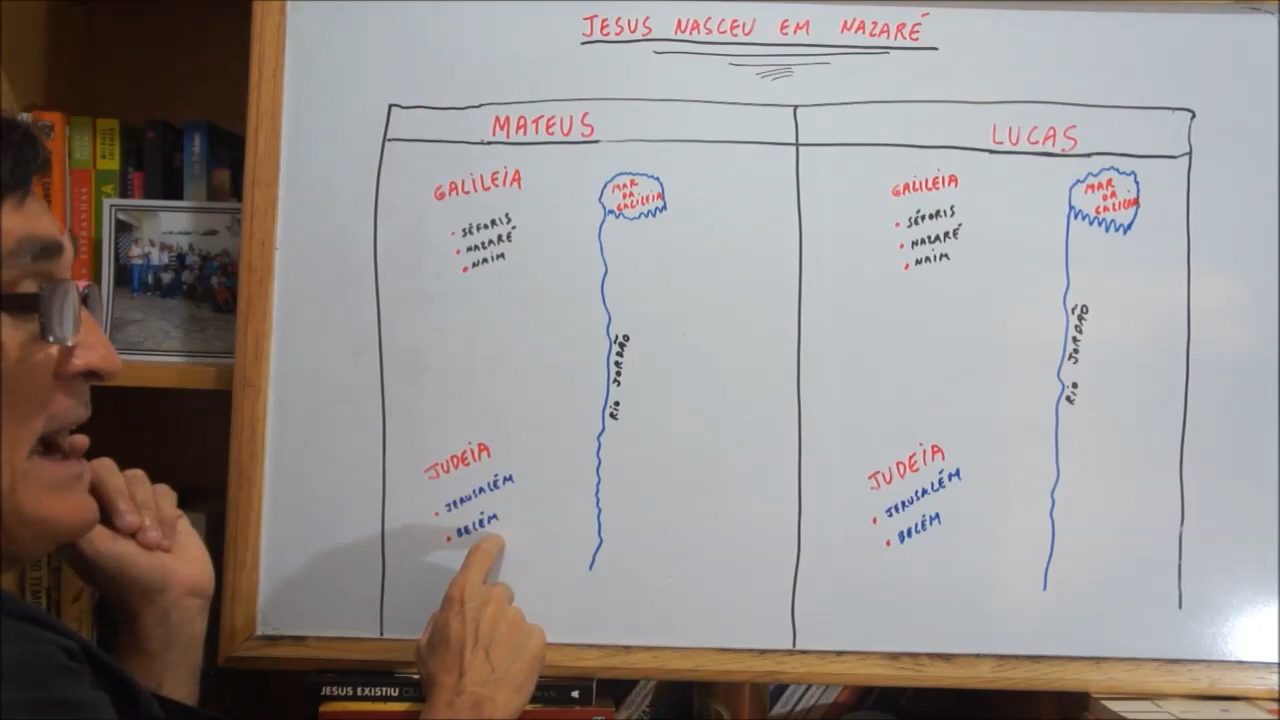 JESUS NASCEU EM NAZARÉ
MATEUS
GALILEIA
• SÉFORIS
• NAZARÉ
• NAIM
MAR
DA
GALILEIA
RIO JORDÃO
JUDEIA
• JERUSALÉM
• BELÉM
LUCAS
GALILEIA
• SÉFORIS
• NAZARÉ
• NAIM
MAR
DA
GALILEIA
RIO JORDÃO
JUDEIA
• JERUSALÉM
• BELÉM
JESUS EXISTIU